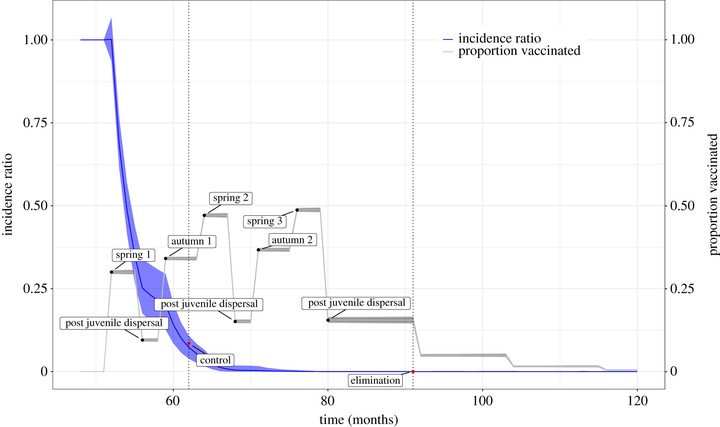 1.00
0.75
0.50
0.25
0
incidence ratio
incidence ratio
proportion vaccinated
spring 2
spring 3
autumn 1
autumn 2
spring 1
post juvenile dispersal
post juvenile dispersal
post juvenile dispersal
control
elimination
1.00
0.75
0.50
0.25
0
proportion vaccinated
60
80
100
120
time (months)